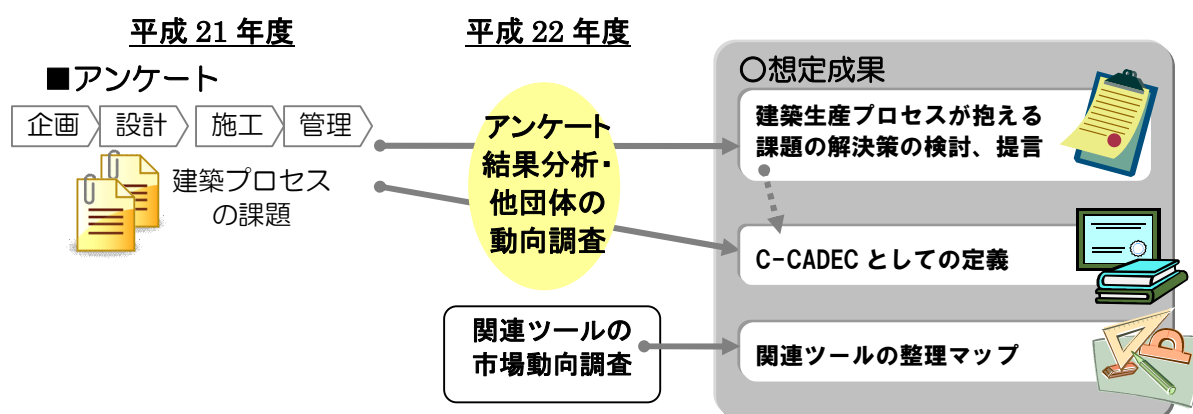 平成 21 年度
■アンケート
企画
設計
施工
管理
建築プロセス
の課題
平成 22 年度
アンケート
結果分析・
他団体の
動向調査
関連ツールの
市場動向調査
○想定成果
建築生産プロセスが抱える
課題の解決策の検討、提言
C-CADEC としての定義
関連ツールの整理マップ